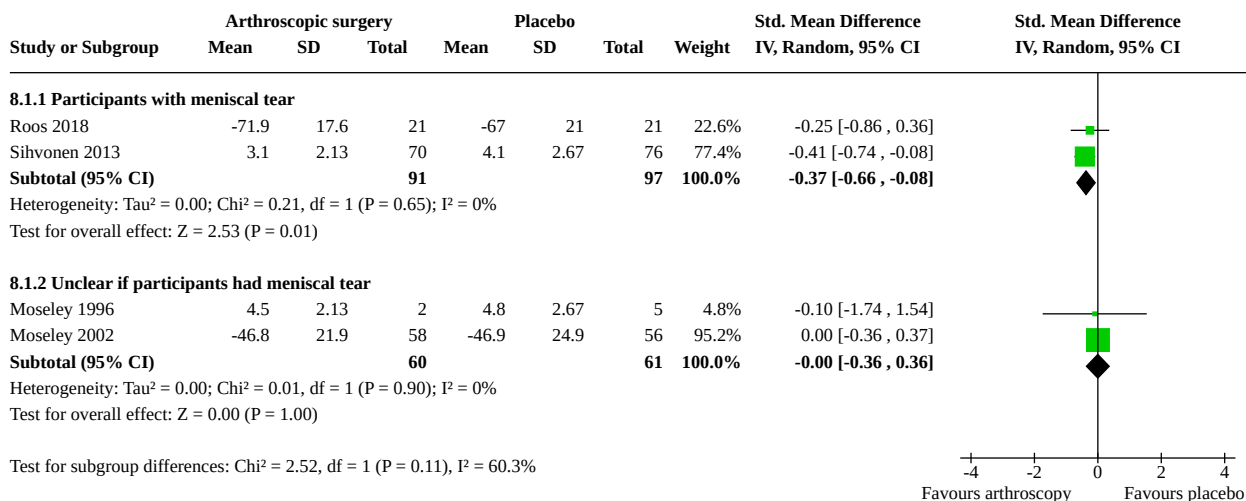 Arthroscopic surgery Placebo Std. Mean Difference Std. Mean Difference
Study or Subgroup Mean SD Total Mean SD Total Weight IV, Random, 95% CI IV, Random, 95% CI
8.1.1 Participants with meniscal tear
Roos 2018 -71.9 17.6 21 -67 21 21 22.6% -0.25 [-0.86 , 0.36]
Sihvonen 2013 3.1 2.13 70 4.1 2.67 76 77.4% -0.41 [-0.74 , -0.08]
Subtotal (95% CI) 91 97 100.0% -0.37 [-0.66 , -0.08]
Heterogeneity: Tau² = 0.00; Chi² = 0.21, df = 1 (P = 0.65); I² = 0%
Test for overall effect: Z = 2.53 (P = 0.01)
8.1.2 Unclear if participants had meniscal tear
Moseley 1996 4.5 2.13 2 4.8 2.67 5 4.8% -0.10 [-1.74 , 1.54]
Moseley 2002 -46.8 21.9 58 -46.9 24.9 56 95.2% 0.00 [-0.36 , 0.37]
Subtotal (95% CI) 60 61 100.0% -0.00 [-0.36 , 0.36]
Heterogeneity: Tau² = 0.00; Chi² = 0.01, df = 1 (P = 0.90); I² = 0%
Test for overall effect: Z = 0.00 (P = 1.00)
Test for subgroup differences: Chi² = 2.52, df = 1 (P = 0.11), I² = 60.3%
-4 -2 0 2 4
Favours arthroscopy Favours placebo